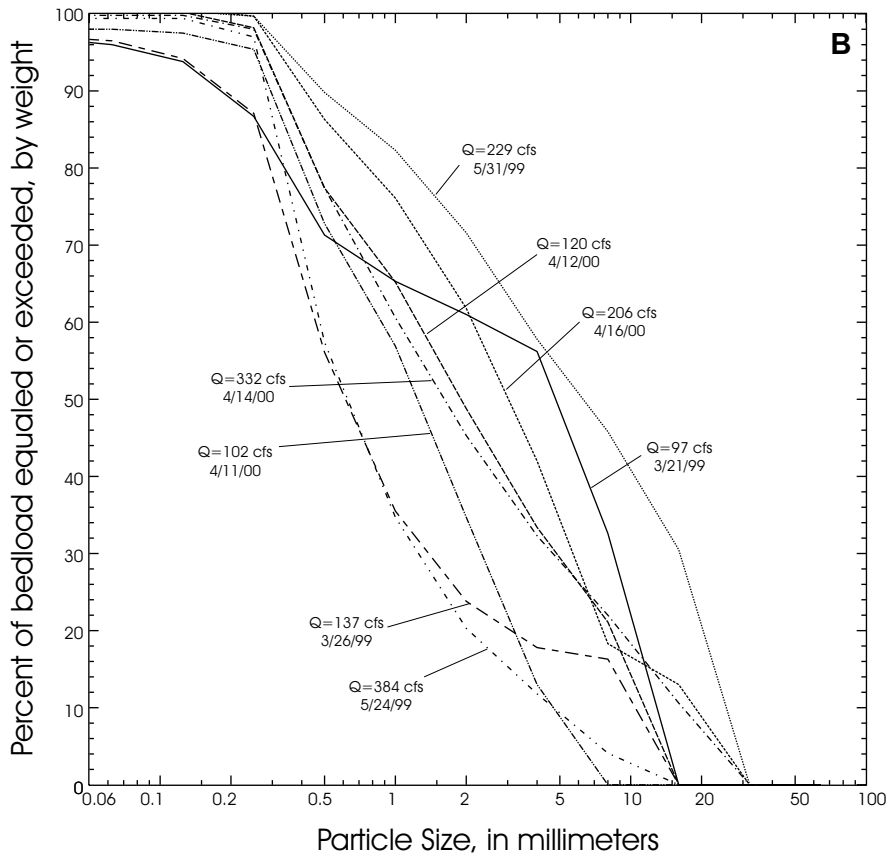 B
100
90
80
70
60
50
40
30
20
10
0
Percent of bedload equaled or exceeded, by weight
Q=229 cfs
5/31/99
Q=120 cfs
4/12/00
Q=206 cfs
4/16/00
Q=332 cfs
4/14/00
Q=102 cfs
4/11/00
Q=97 cfs
3/21/99
Q=137 cfs
3/26/99
Q=384 cfs
5/24/99
0.06 0.1 0.2 0.5 1 2 5 10 20 50 100
Particle Size, in millimeters